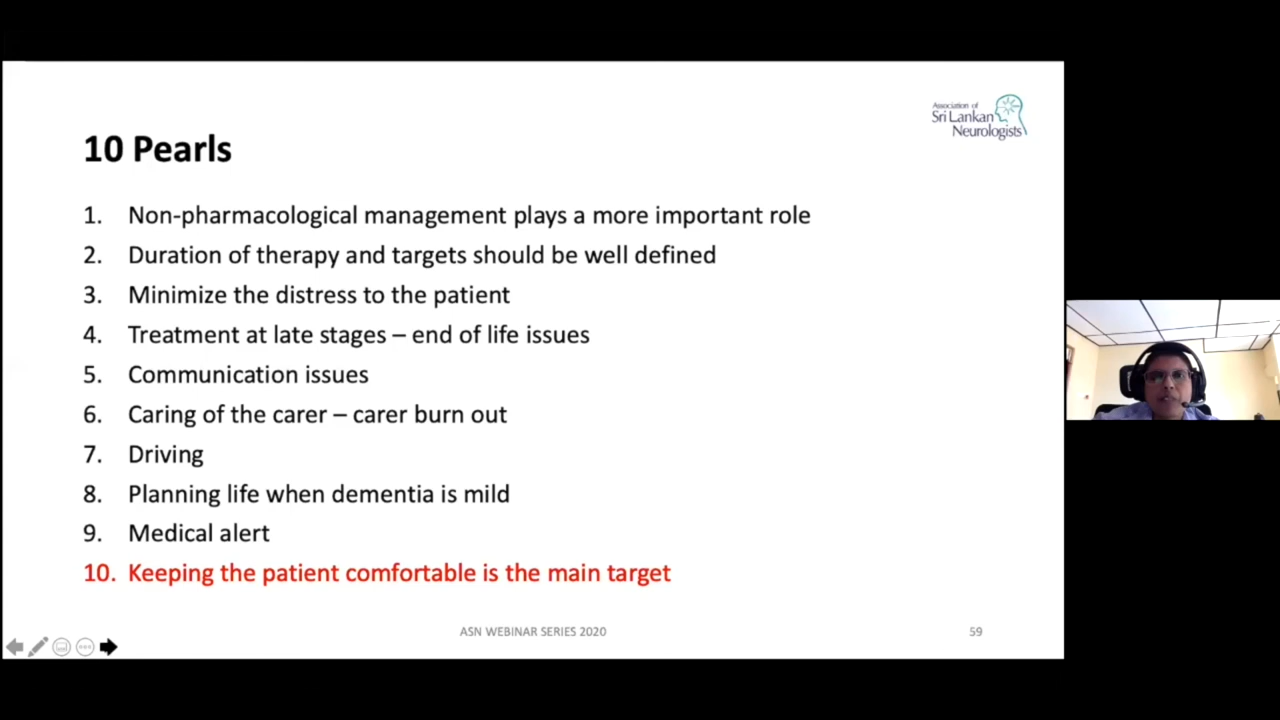 Association of
Sri Lankan
Neurologists
10 Pearls
1. Non-pharmacological management plays a more important role
2. Duration of therapy and targets should be well defined
3. Minimize the distress to the patient
4. Treatment at late stages – end of life issues
5. Communication issues
6. Caring of the carer – carer burn out
7. Driving
8. Planning life when dementia is mild
9. Medical alert
10. Keeping the patient comfortable is the main target
ASN WEBINAR SERIES 2020
59